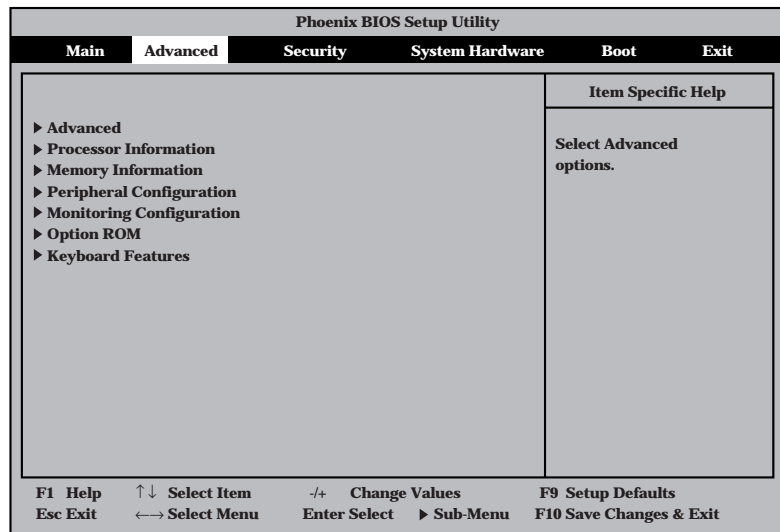 Phoenix BIOS Setup Utility
Main Advanced Security System Hardware Boot Exit
Item Specific Help
▶ Advanced
▶ Processor Information
▶ Memory Information
▶ Peripheral Configuration
▶ Monitoring Configuration
▶ Option ROM
▶ Keyboard Features
Select Advanced
options.
F1 Help ↑↓ Select Item -/+ Change Values F9 Setup Defaults
Esc Exit ←→ Select Menu Enter Select ▶ Sub-Menu F10 Save Changes & Exit